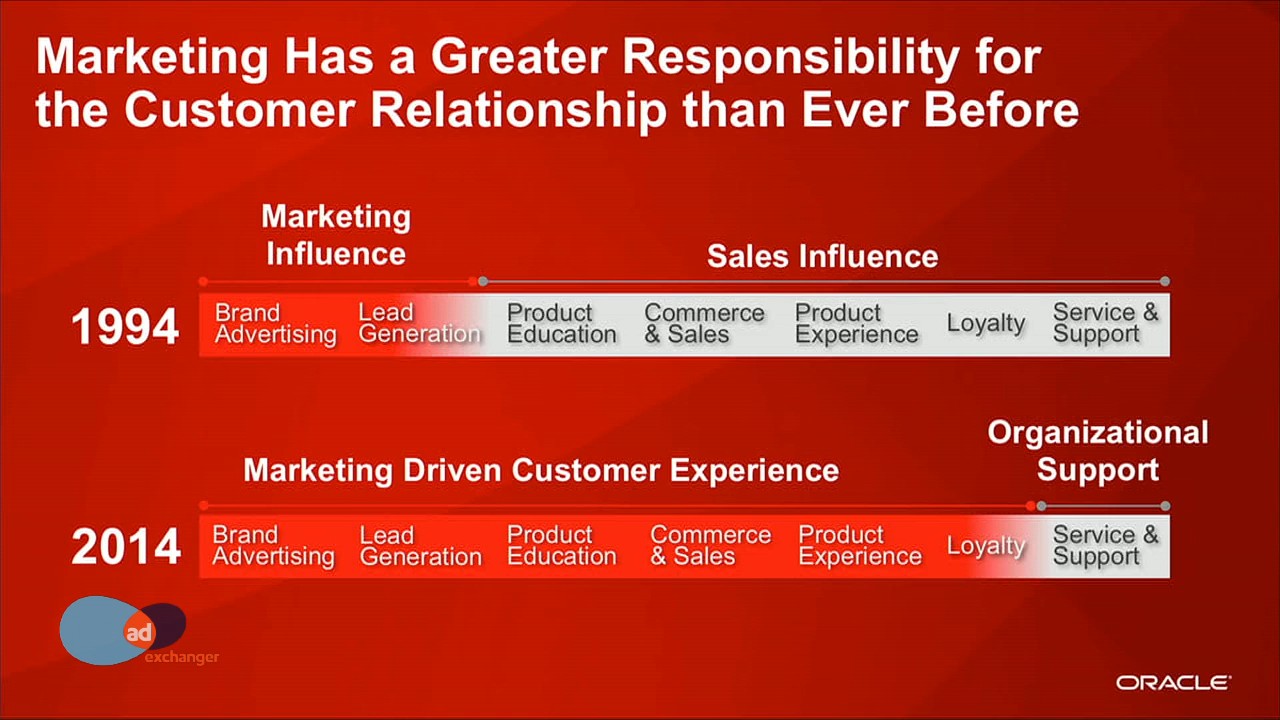 Marketing Has a Greater Responsibility for
the Customer Relationship than Ever Before
Marketing
Influence
Sales Influence
1994
Brand
Advertising
Lead
Generation
Product
Education
Commerce
& Sales
Product
Experience
Loyalty
Service &
Support
Marketing Driven Customer Experience
Organizational
Support
2014
Brand
Advertising
Lead
Generation
Product
Education
Commerce
& Sales
Product
Experience
Loyalty
Service &
Support
ad
exchanger
ORACLE